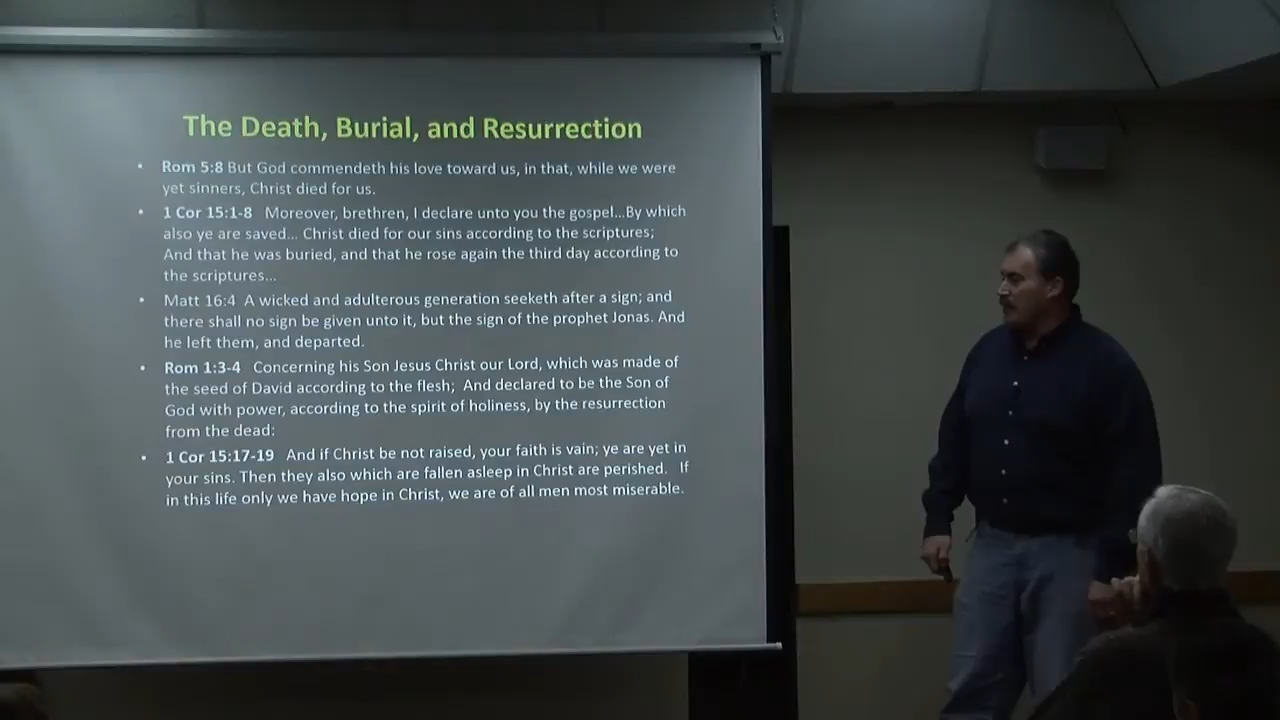 The Death, Burial, and Resurrection
• Rom 5:8 But God commendeth his love toward us, in that, while we were
yet sinners, Christ died for us.
• 1 Cor 15:1-8 Moreover, brethren, I declare unto you the gospel...By which
also ye are saved... Christ died for our sins according to the scriptures;
And that he was buried, and that he rose again the third day according to
the scriptures...
• Matt 16:4 A wicked and adulterous generation seeketh after a sign; and
there shall no sign be given unto it, but the sign of the prophet Jonas. And
he left them, and departed.
• Rom 1:3-4 Concerning his Son Jesus Christ our Lord, which was made of
the seed of David according to the flesh; And declared to be the Son of
God with power, according to the spirit of holiness, by the resurrection
from the dead:
• 1 Cor 15:17-19 And if Christ be not raised, your faith is vain; ye are yet in
your sins. Then they also which are fallen asleep in Christ are perished. If
in this life only we have hope in Christ, we are of all men most miserable.